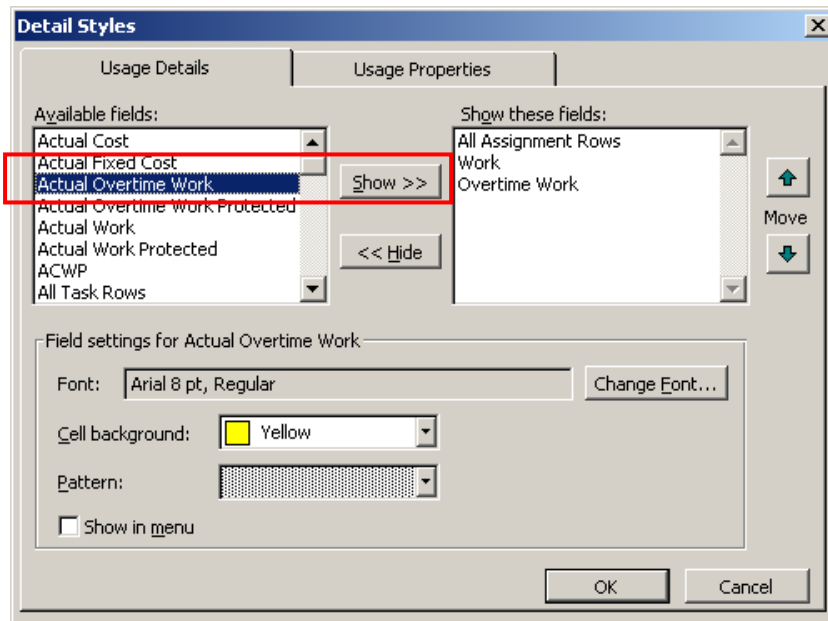 Detail Styles
Usage Details
Usage Properties
Available fields:
Actual Cost
Actual Fixed Cost
Actual Overtime Work
Actual Overtime Work Protected
Actual Work
Actual Work Protected
ACWP
All Task Rows
Show >>
<< Hide
Show these fields:
All Assignment Rows
Work
Overtime Work
Move
Field settings for Actual Overtime Work
Font: Arial 8 pt, Regular Change Font...
Cell background: Yellow
Pattern:
Show in menu
OK Cancel